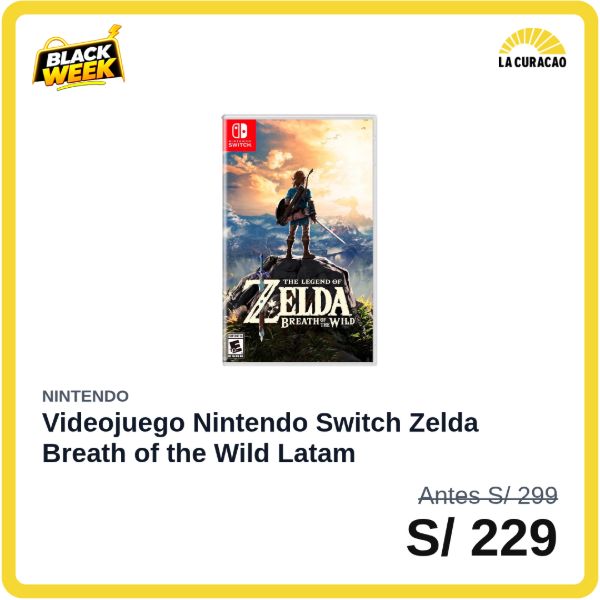 BLACK
WEEK
LA CURACAO
NINTENDO
SWITCH
THE LEGEND OF
ZELDA
BREATH OF THE WILD
E
NINTENDO
Videojuego Nintendo Switch Zelda
Breath of the Wild Latam
Antes S/ 299
S/ 229